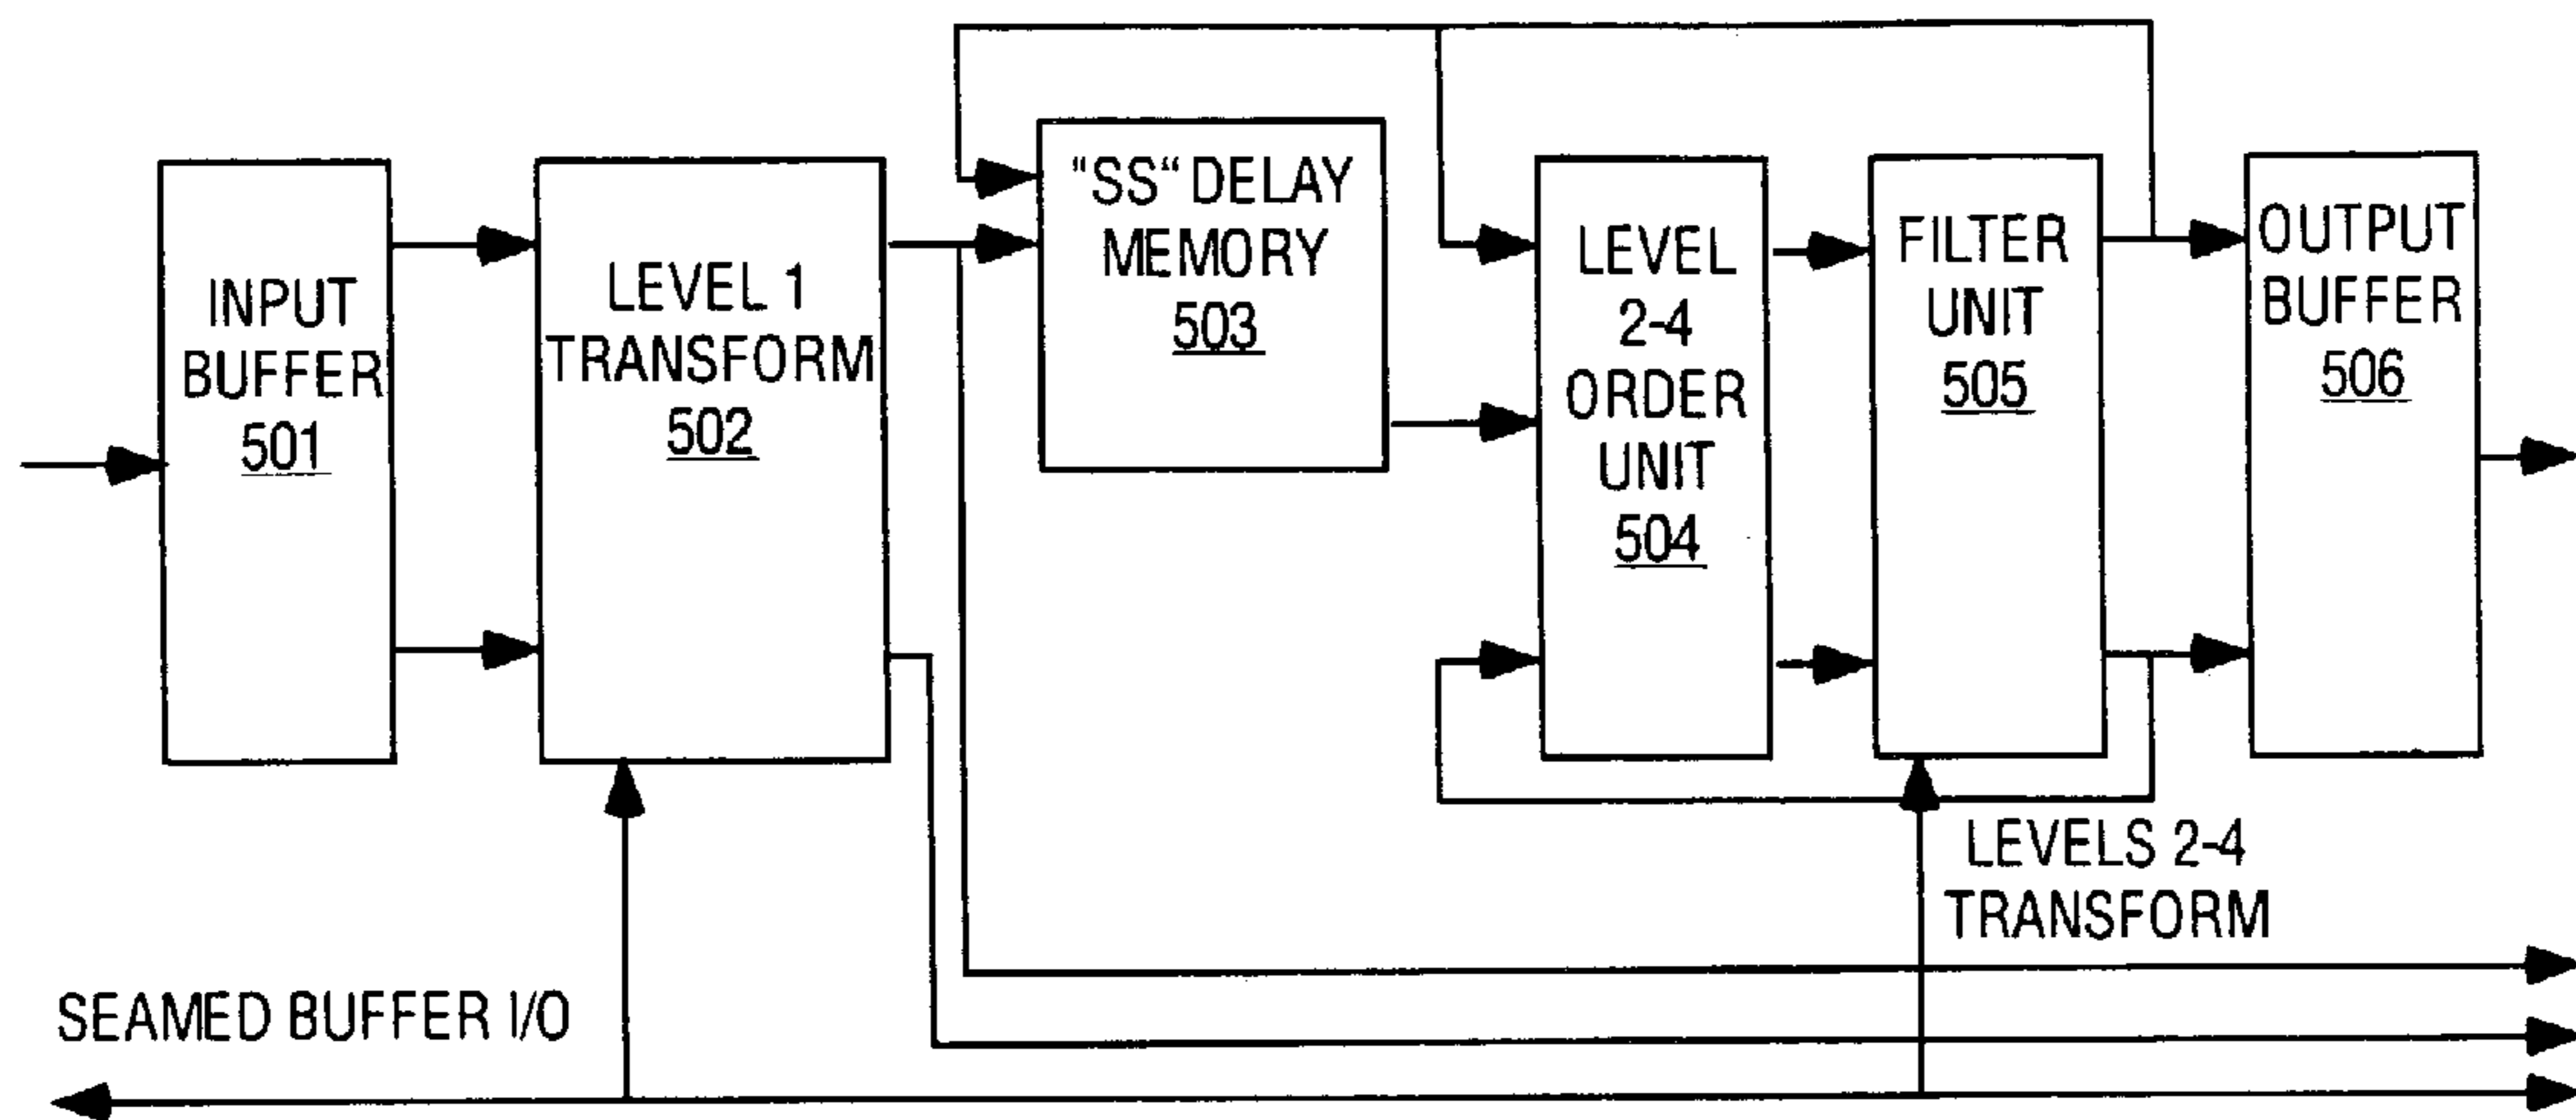 INPUT
BUFFER
501
LEVEL 1
TRANSFORM
502
"SS" DELAY
MEMORY
503
LEVEL
2-4
ORDER
UNIT
504
FILTER
UNIT
505
OUTPUT
BUFFER
506
LEVELS 2-4
TRANSFORM
SEAMED BUFFER I/O